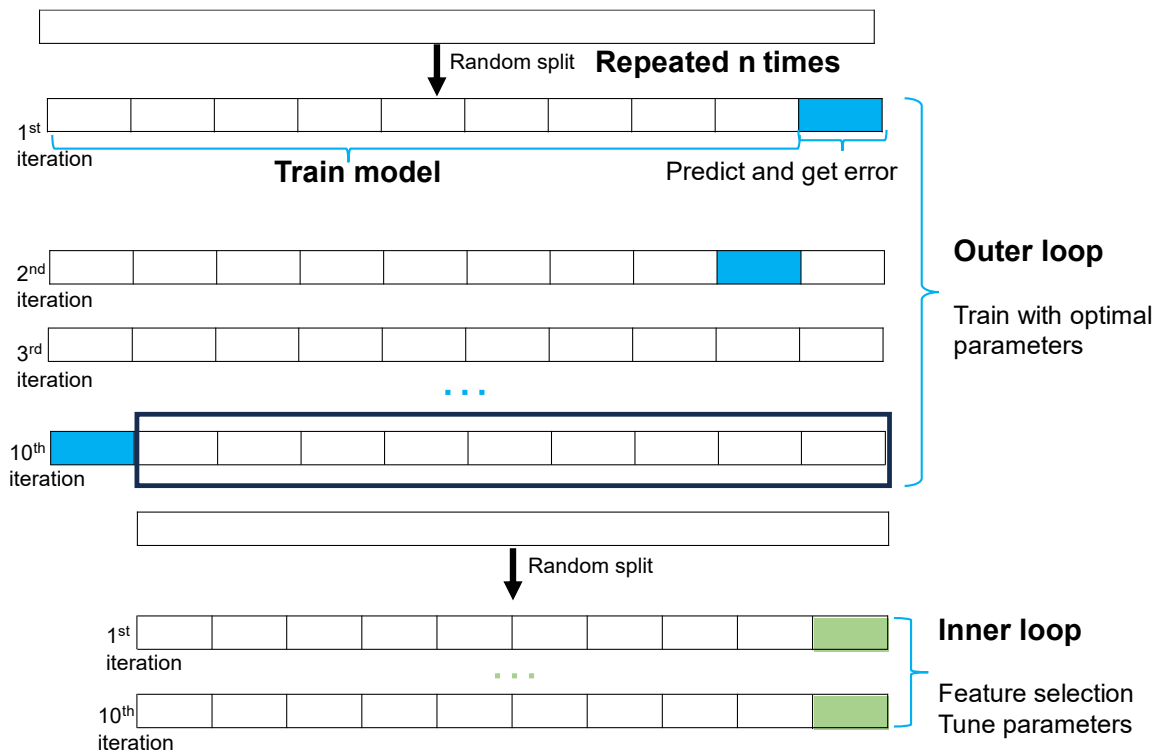 Random split
Repeated n times
1st
iteration
Train model
Predict and get error
2nd
iteration
3rd
iteration
. . .
10th
iteration
Outer loop
Train with optimal
parameters
Random split
1st
iteration
. . .
10th
iteration
Inner loop
Feature selection
Tune parameters